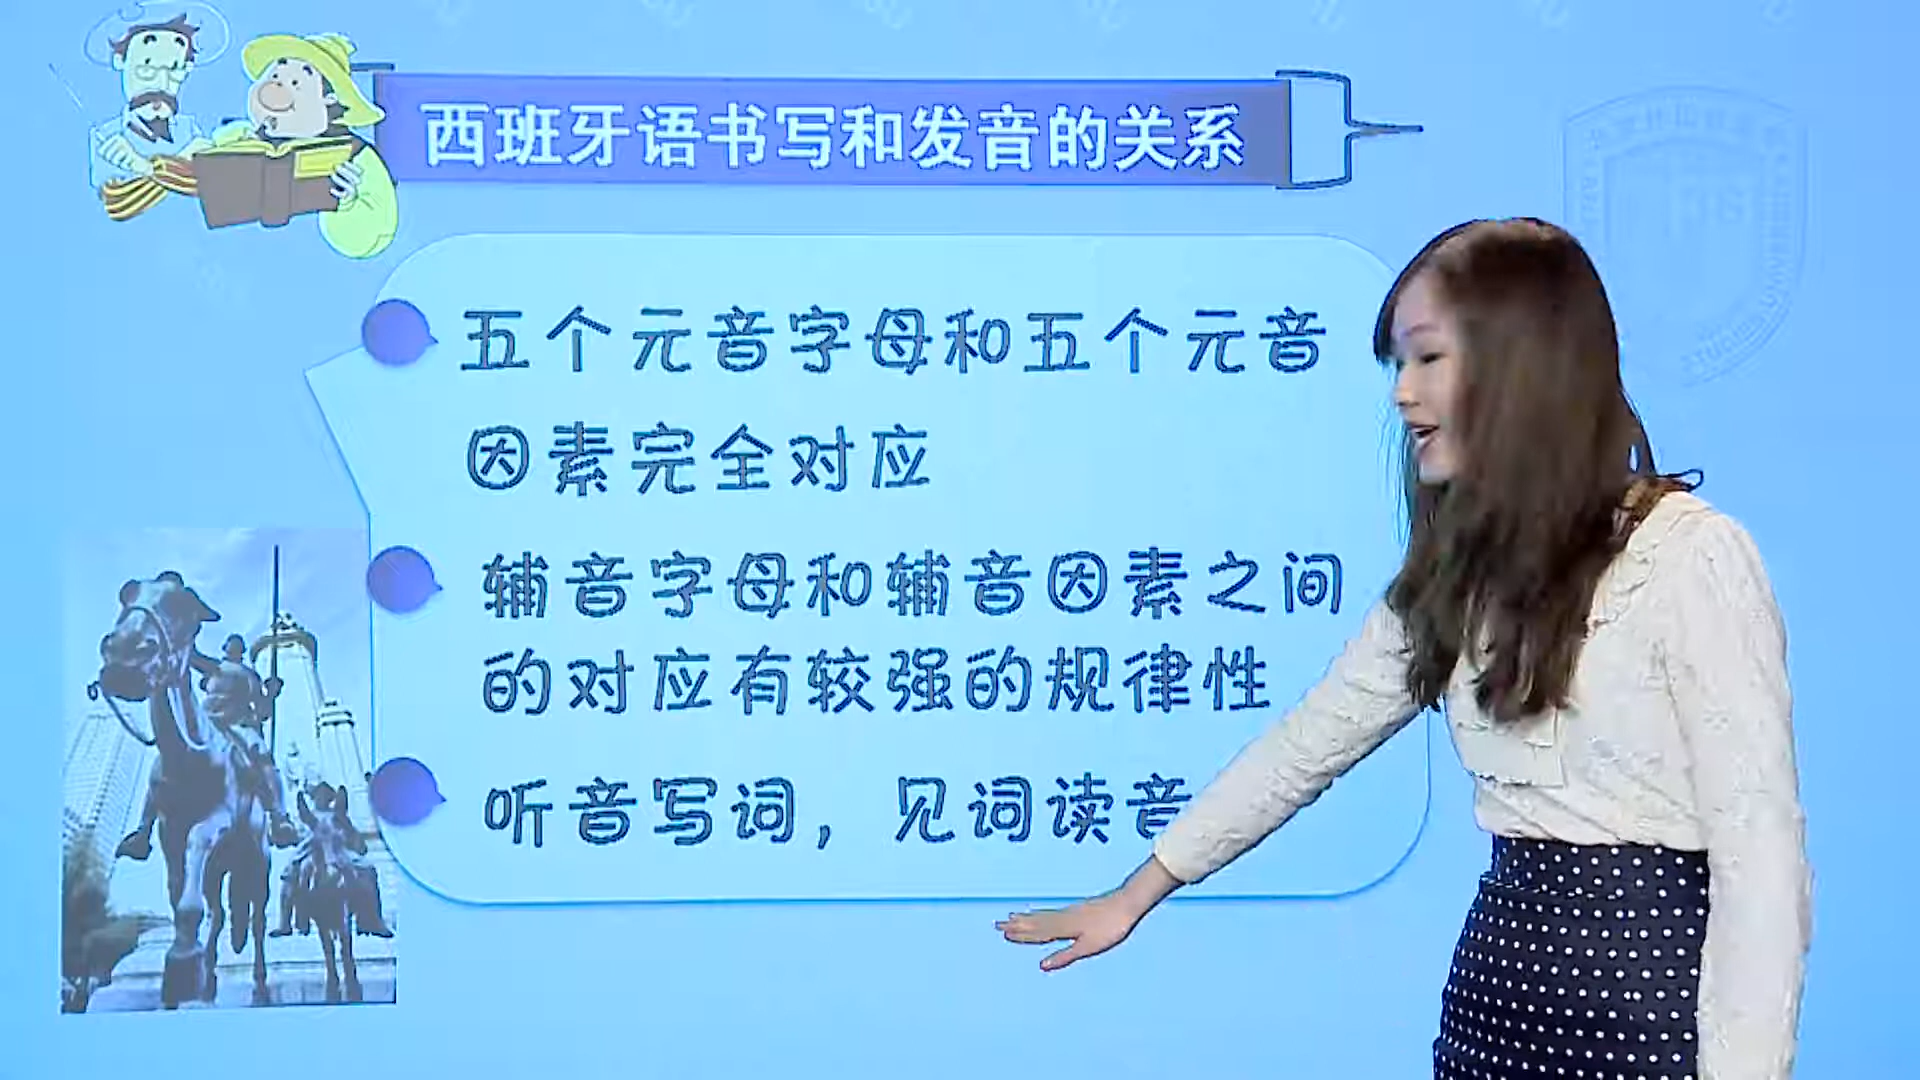 西班牙语书写和发音的关系
五个元音字母和五个元音
因素完全对应
辅音字母和辅音因素之间
的对应有较强的规律性
听音写词，见词读音